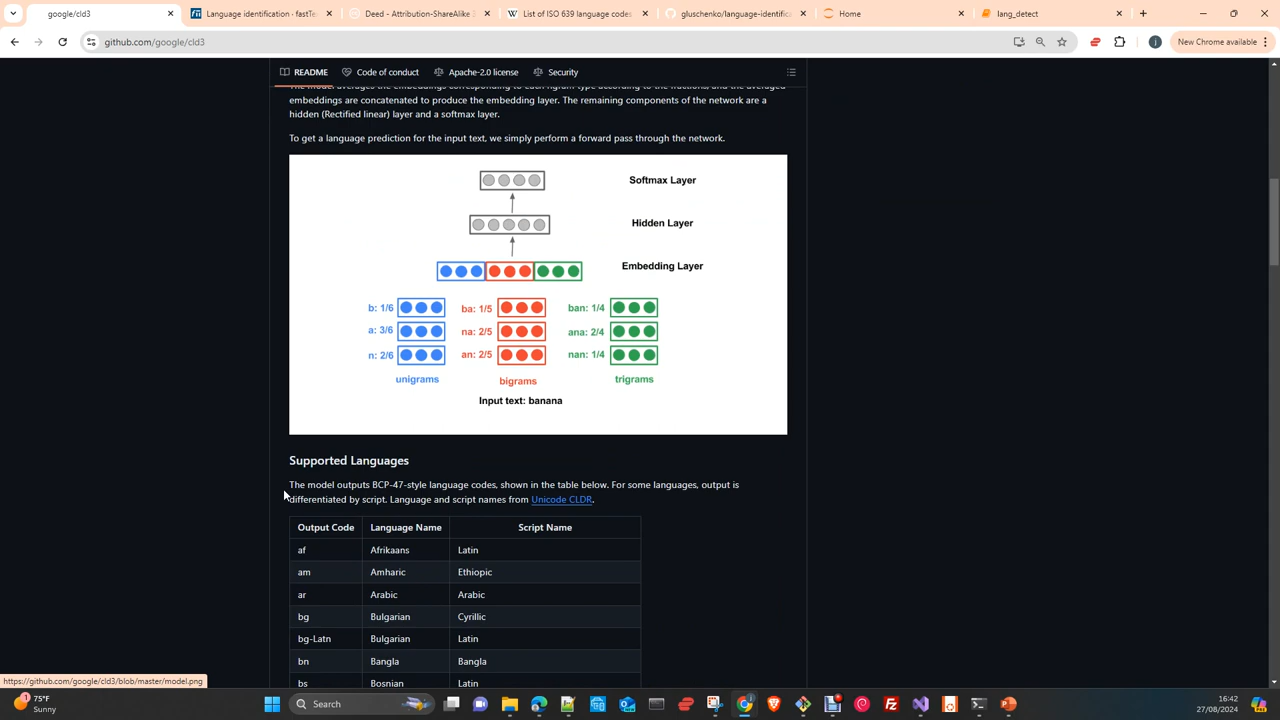 google/cld3
Language identification · fastTe
Deed - Attribution-ShareAlike
List of ISO 639 language codes
gluschenko/language-identific
Home
lang_detect
github.com/google/cld3
New Chrome available
README
Code of conduct
Apache-2.0 license
Security
embeddings are concatenated to produce the embedding layer. The remaining components of the network are a
hidden (Rectified linear) layer and a softmax layer.
To get a language prediction for the input text, we simply perform a forward pass through the network.
Softmax Layer
Hidden Layer
Embedding Layer
b: 1/6 ba: 1/5 ban: 1/4
a: 3/6 na: 2/5 ana: 2/4
n: 2/6 an: 2/5 nan: 1/4
unigrams bigrams trigrams
Input text: banana
Supported Languages
The model outputs BCP-47-style language codes, shown in the table below. For some languages, output is
differentiated by script. Language and script names from Unicode CLDR.
Output Code Language Name Script Name
af Afrikaans Latin
am Amharic Ethiopic
ar Arabic Arabic
bg Bulgarian Cyrillic
bg-Latn Bulgarian Latin
bn Bangla Bangla
bs Bosnian Latin
https://github.com/google/cld3/blob/master/model.png
1
75°F
Sunny
Search
16:42
27/08/2024